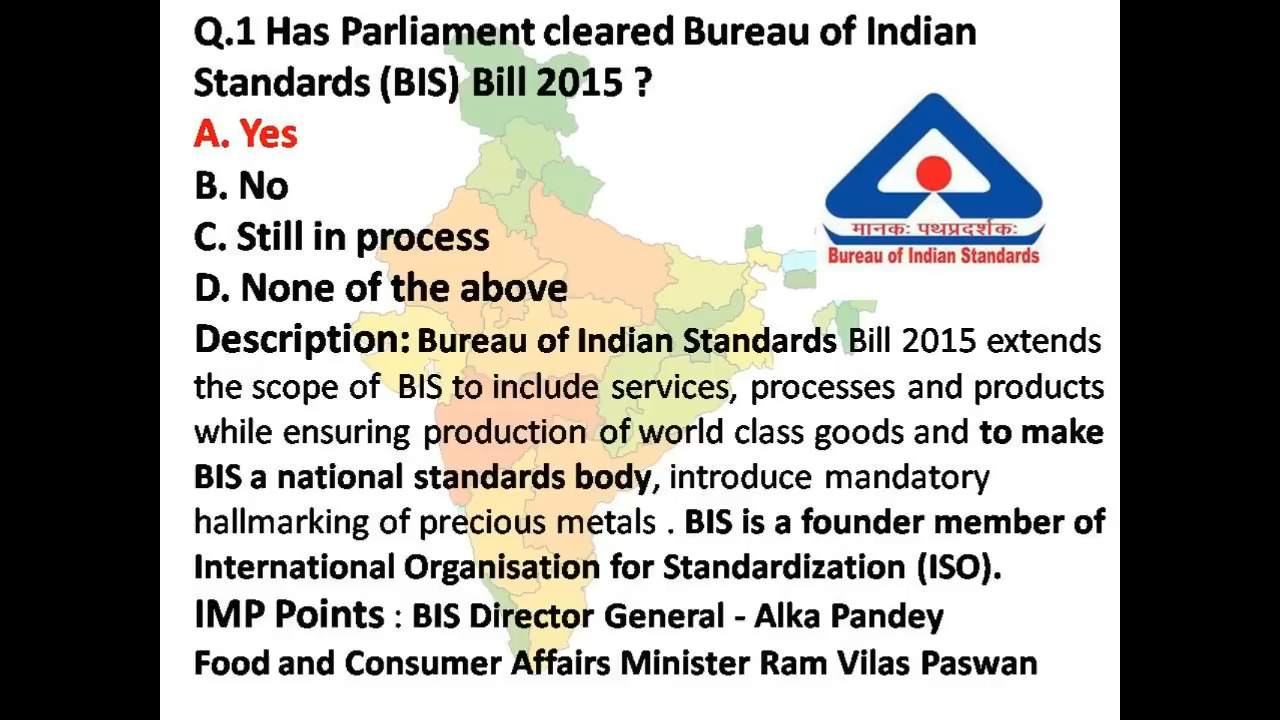 Q.1 Has Parliament cleared Bureau of Indian
Standards (BIS) Bill 2015 ?
A. Yes
B. No
C. Still in process
D. None of the above
मानकः पथप्रदर्शकः
Bureau of Indian Standards
Description: Bureau of Indian Standards Bill 2015 extends
the scope of BIS to include services, processes and products
while ensuring production of world class goods and to make
BIS a national standards body, introduce mandatory
hallmarking of precious metals . BIS is a founder member of
International Organisation for Standardization (ISO).
IMP Points : BIS Director General - Alka Pandey
Food and Consumer Affairs Minister Ram Vilas Paswan